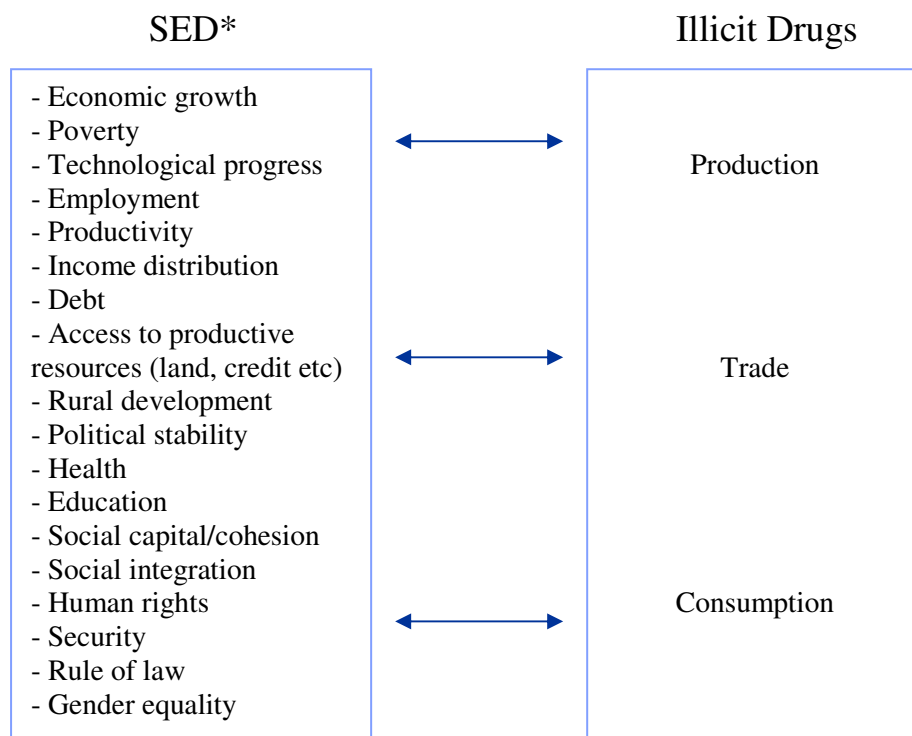 SED*
Illicit Drugs
- Economic growth
- Poverty
- Technological progress
- Employment
- Productivity
- Income distribution
- Debt
- Access to productive
resources (land, credit etc)
- Rural development
- Political stability
- Health
- Education
- Social capital/cohesion
- Social integration
- Human rights
- Security
- Rule of law
- Gender equality
Production
Trade
Consumption